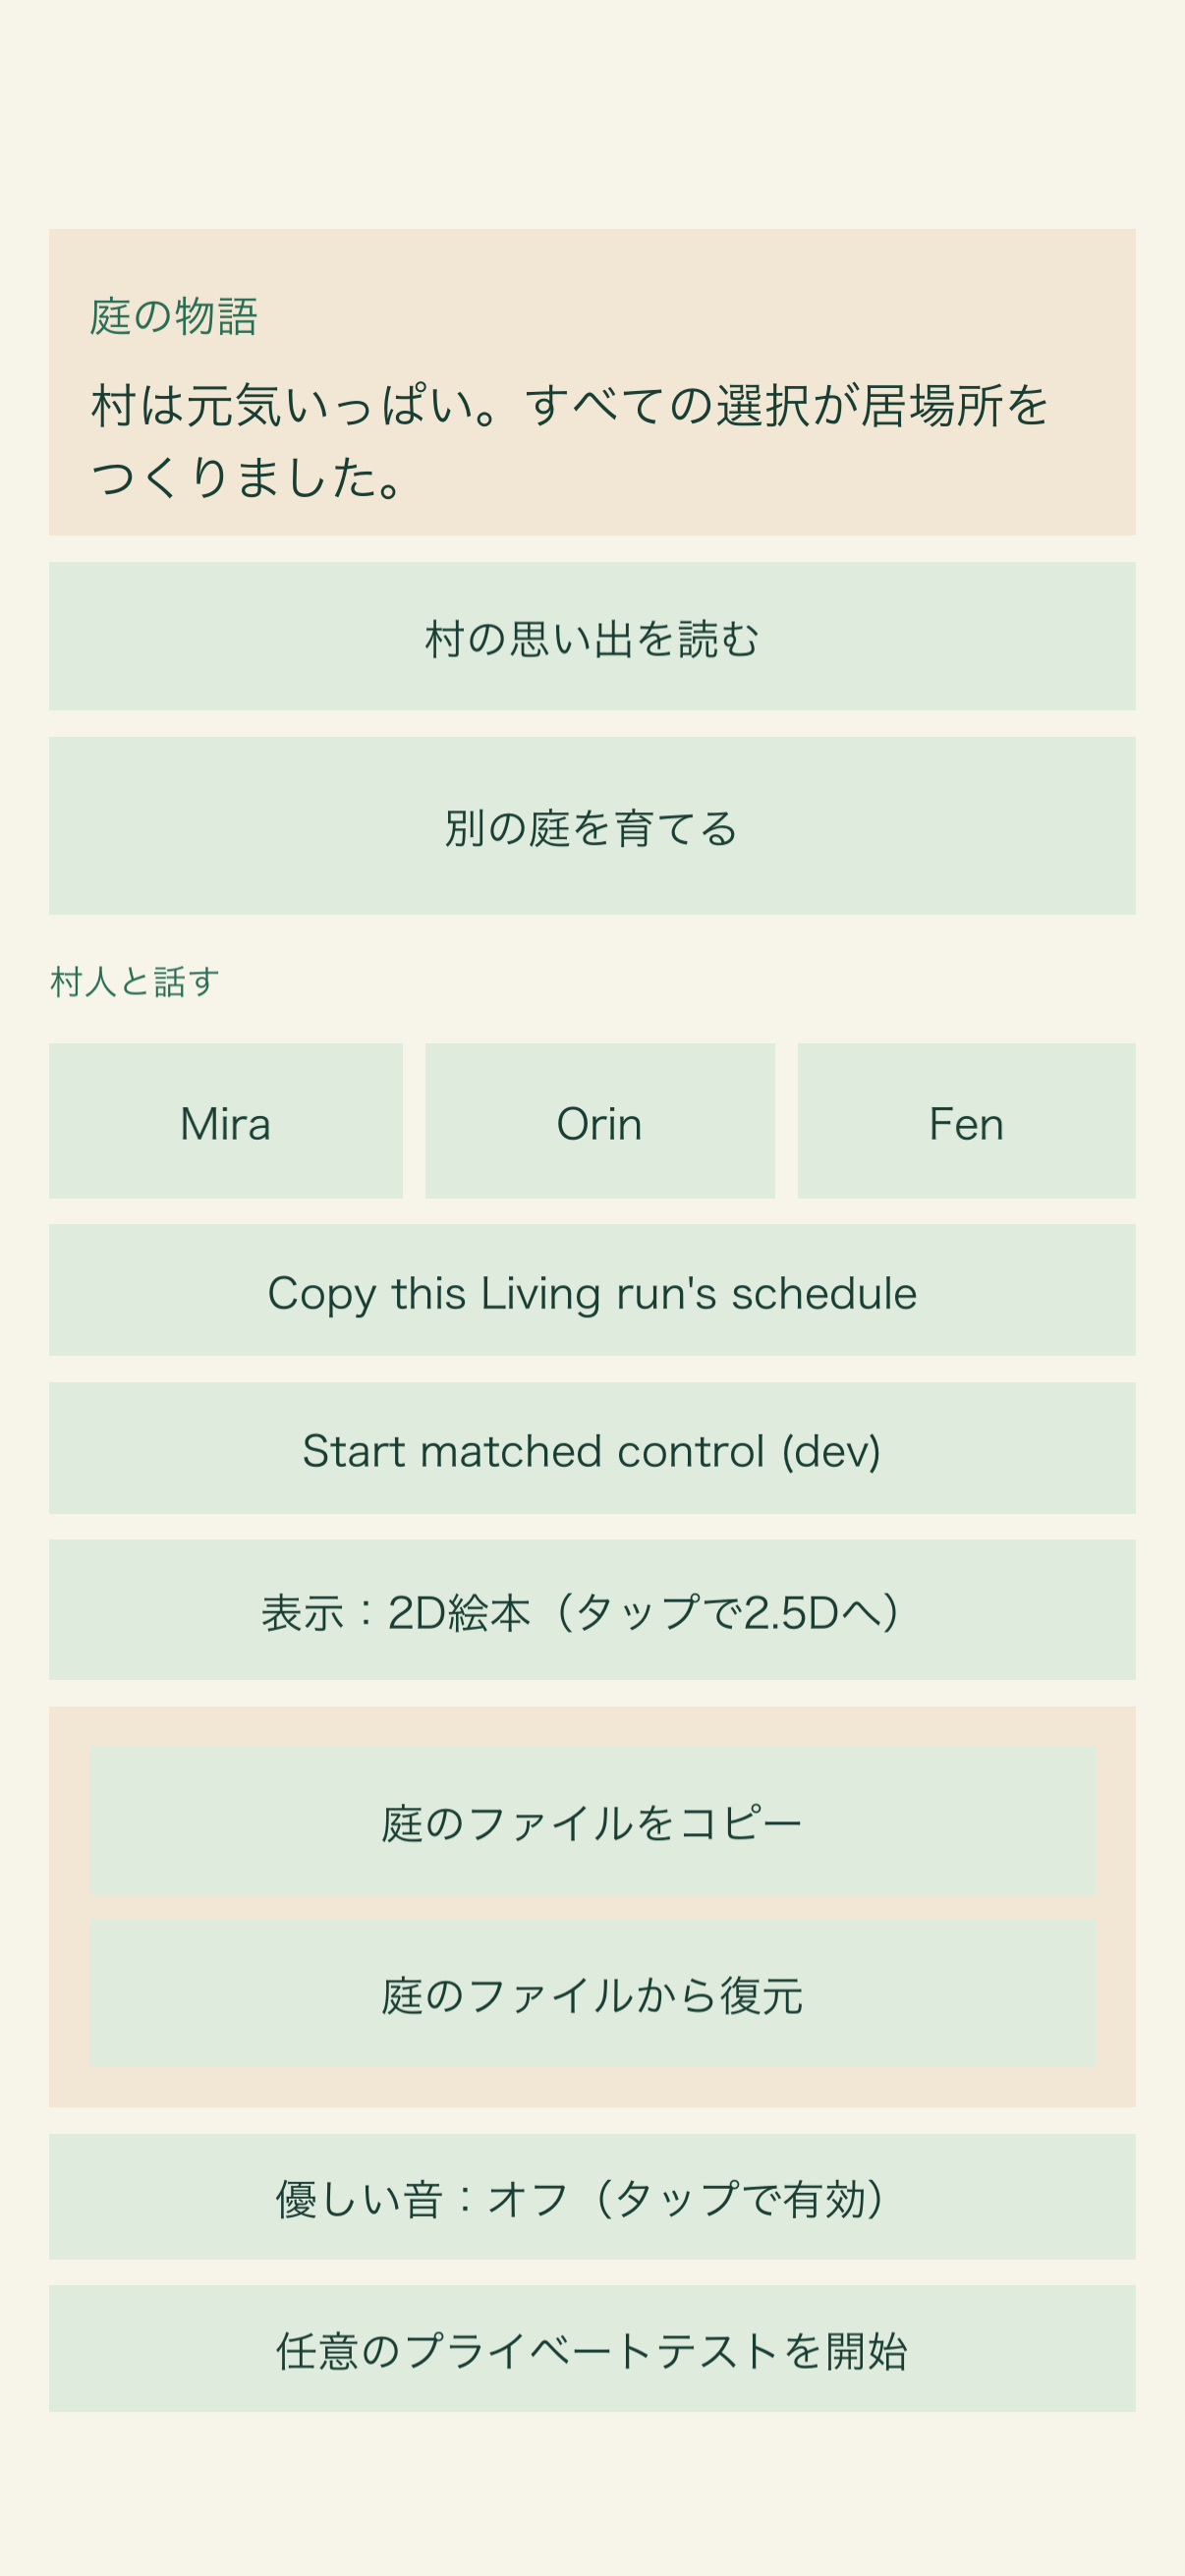 庭の物語
村は元気いっぱい。すべての選択が居場所を
つくりました。
村の思い出を読む
別の庭を育てる
村人と話す
Mira
Orin
Fen
Copy this Living run's schedule
Start matched control (dev)
表示：2D絵本（タップで2.5Dへ）
庭のファイルをコピー
庭のファイルから復元
優しい音：オフ（タップで有効）
任意のプライベートテストを開始